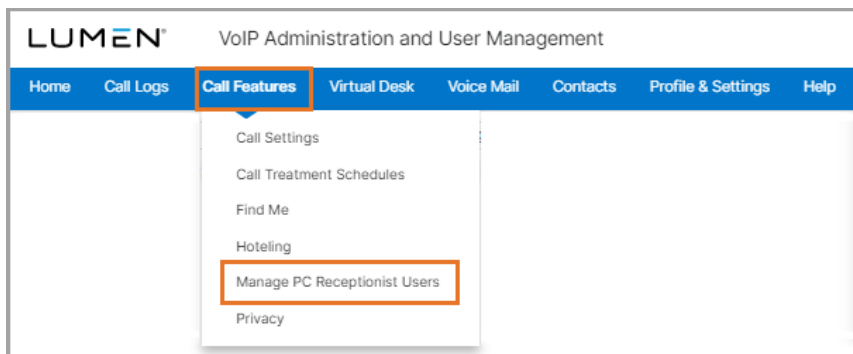 LUMEN® VoIP Administration and User Management
Home Call Logs Call Features Virtual Desk Voice Mail Contacts Profile & Settings Help
Call Settings
Call Treatment Schedules
Find Me
Hoteling
Manage PC Receptionist Users
Privacy